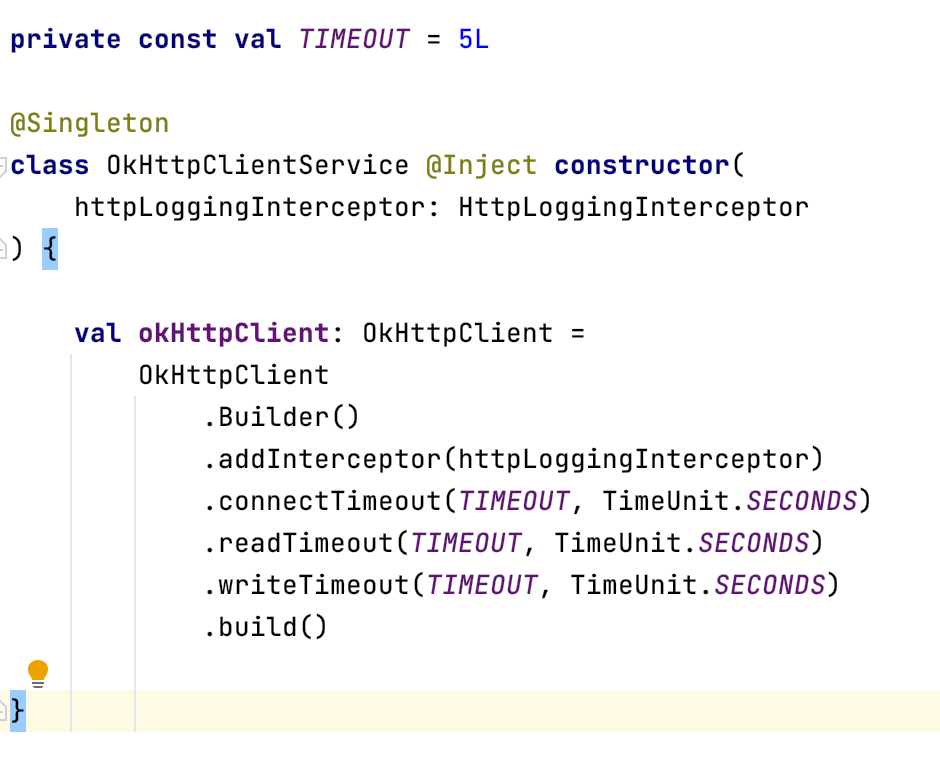 private const val TIMEOUT = 5L
@Singleton
class OkHttpClientService @Inject constructor(
    httpLoggingInterceptor: HttpLoggingInterceptor
) {
    val okHttpClient: OkHttpClient =
        OkHttpClient
            .Builder()
            .addInterceptor(httpLoggingInterceptor)
            .connectTimeout(TIMEOUT, TimeUnit.SECONDS)
            .readTimeout(TIMEOUT, TimeUnit.SECONDS)
            .writeTimeout(TIMEOUT, TimeUnit.SECONDS)
            .build()
}